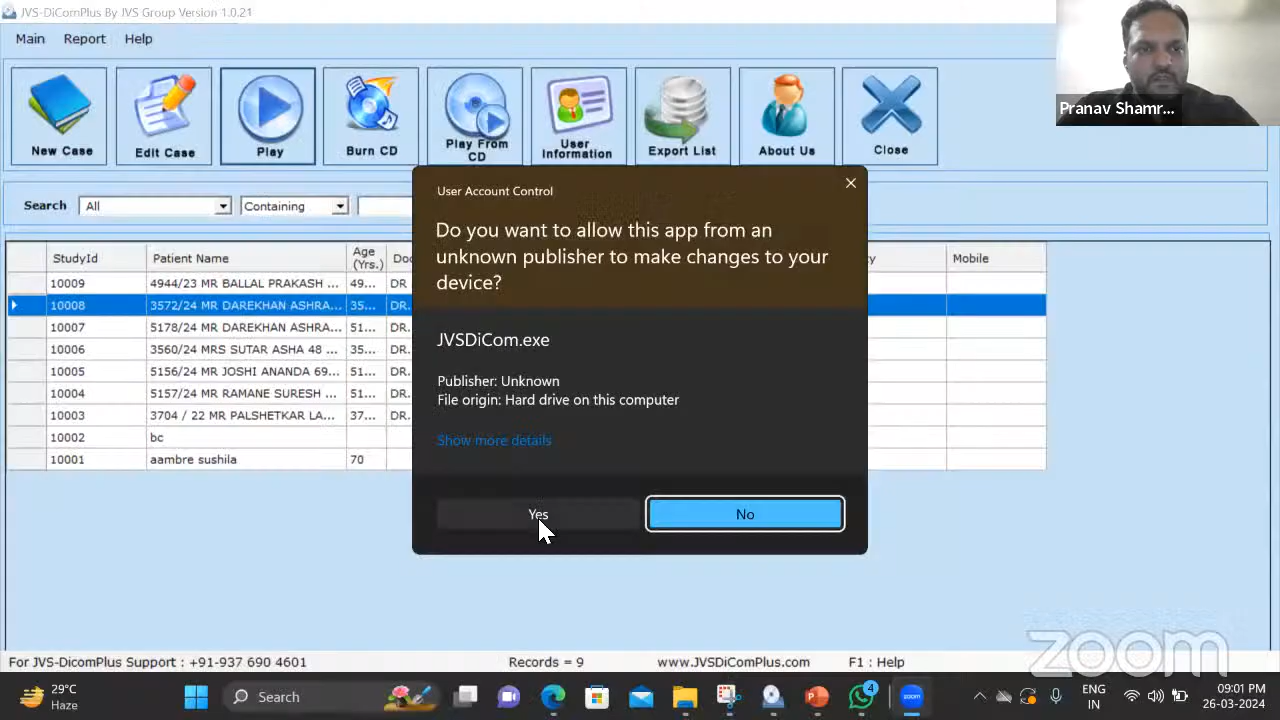 JVS-DiComPlus By JVS Group Version 1.0.21
Main Report Help
New Case
Edit Case
Play
Burn CD
Play From
CD
User
Information
Export List
About Us
Close
Pranav Shamr...
Search All Containing
StudyId Patient Name Age
(Yrs.) Mobile
10009 4944/23 MR BALLAL PRAKASH ... 49... DR
10008 3572/24 MR DAREKHAN ASHRA... 35... DR.
10007 5178/24 MR DAREKHAN ASHRA... 51... DR.
10006 3560/24 MRS SUTAR ASHA 48 ... 35... DR.
10005 5156/24 MR JOSHI ANANDA 69... 51... DR.
10004 5157/24 MR RAMANE SURESH ... 51... DR.
10003 3704 / 22 MR PALSHETKAR LA... 37... DR.
10002 bc
10001 aambre sushila 70
User Account Control
Do you want to allow this app from an
unknown publisher to make changes to your
device?
JVSDiCom.exe
Publisher: Unknown
File origin: Hard drive on this computer
Show more details
Yes No
zoom
For JVS-DicomPlus Support : +91-937 690 4601 Records = 9 www.JVSDiComPlus.com F1 : Help
29°C
Haze
Search
4
zoom
ENG
IN
09:01 PM
26-03-2024